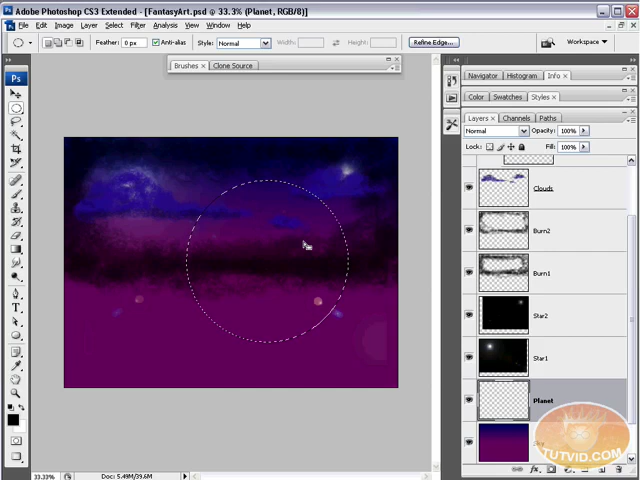 Adobe Photoshop CS3 Extended - [FantasyArt.psd @ 33.3% (Planet, RGB/8)]
File Edit Image Layer Select Filter Analysis View Window Help
Feather: 0 px Anti-alias Style: Normal Width: Height: Refine Edge... Workspace
Brushes Clone Source
Ps
Navigator Histogram Info
Color Swatches Styles
Layers Channels Paths
Normal Opacity: 100%
Lock: Fill: 100%
Clouds
Burn2
Burn1
Star2
Star1
Planet
TUTVID.COM
33.33% Doc: 5.49M/39.6M